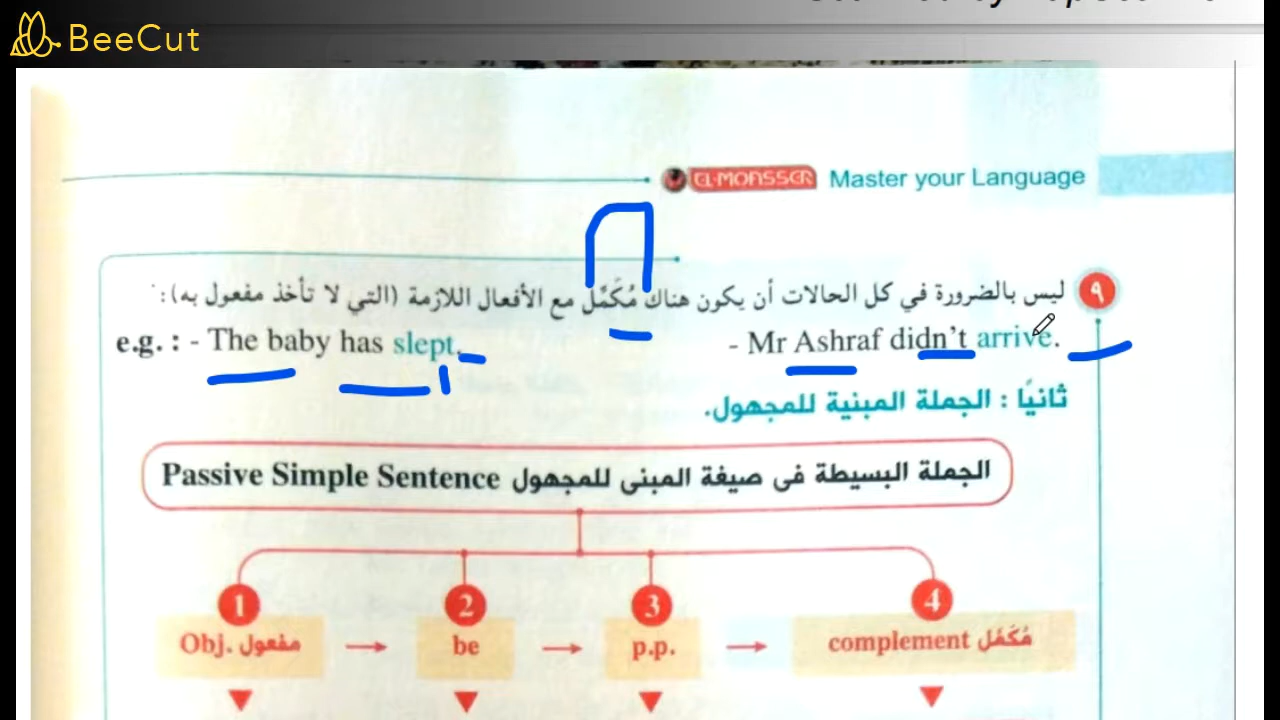 BeeCut
EL-MOASSER Master your Language
٩ ليس بالضرورة في كل الحالات أن يكون هناك مُكَمِّل مع الأفعال اللازمة (التي لا تأخذ مفعول به):
e.g. : - The baby has slept. - Mr Ashraf didn't arrive.
ثانيًا : الجملة المبنية للمجهول.
الجملة البسيطة فى صيغة المبنى للمجهول Passive Simple Sentence
1 2 3 4
Obj. مفعول → be → p.p. → complement مُكَمِّل